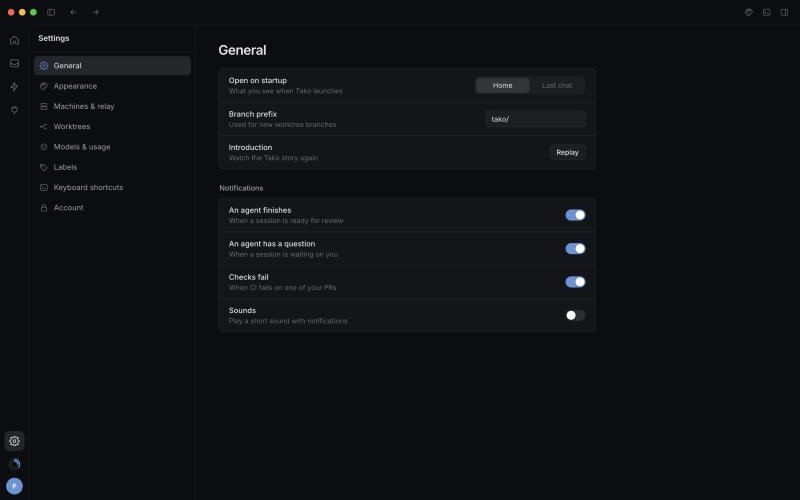 Settings
General
Appearance
Machines & relay
Worktrees
Models & usage
Labels
Keyboard shortcuts
Account
P
General
Open on startup
What you see when Tako launches
Home
Last chat
Branch prefix
Used for new worktree branches
tako/
Introduction
Watch the Tako story again
Replay
Notifications
An agent finishes
When a session is ready for review
An agent has a question
When a session is waiting on you
Checks fail
When CI fails on one of your PRs
Sounds
Play a short sound with notifications